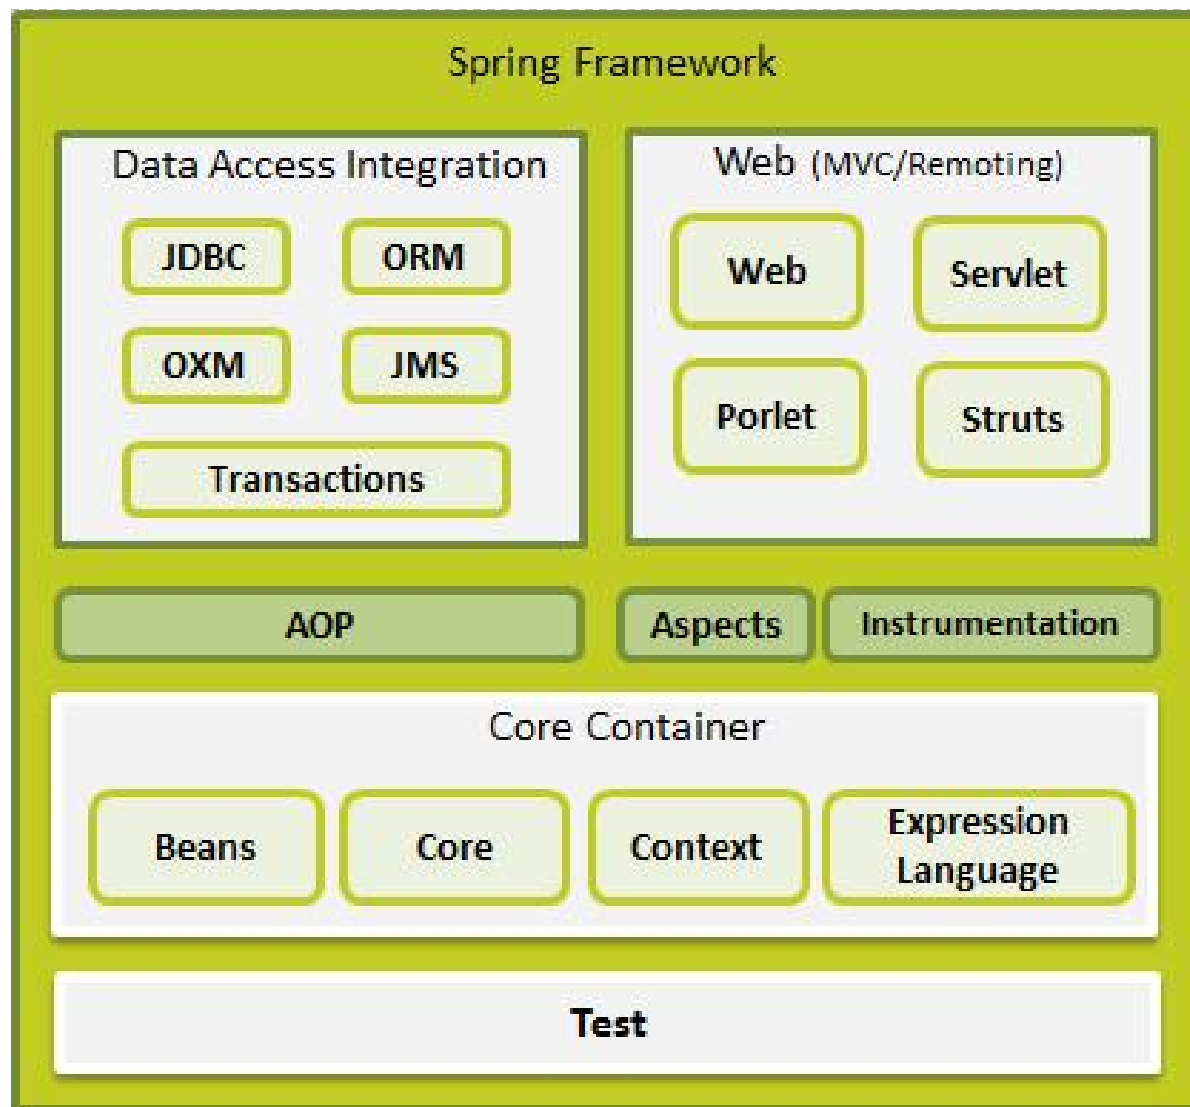 Spring Framework
Data Access Integration
JDBC
ORM
OXM
JMS
Transactions
Web (MVC/Remoting)
Web
Servlet
Porlet
Struts
AOP
Aspects
Instrumentation
Core Container
Beans
Core
Context
Expression
Language
Test